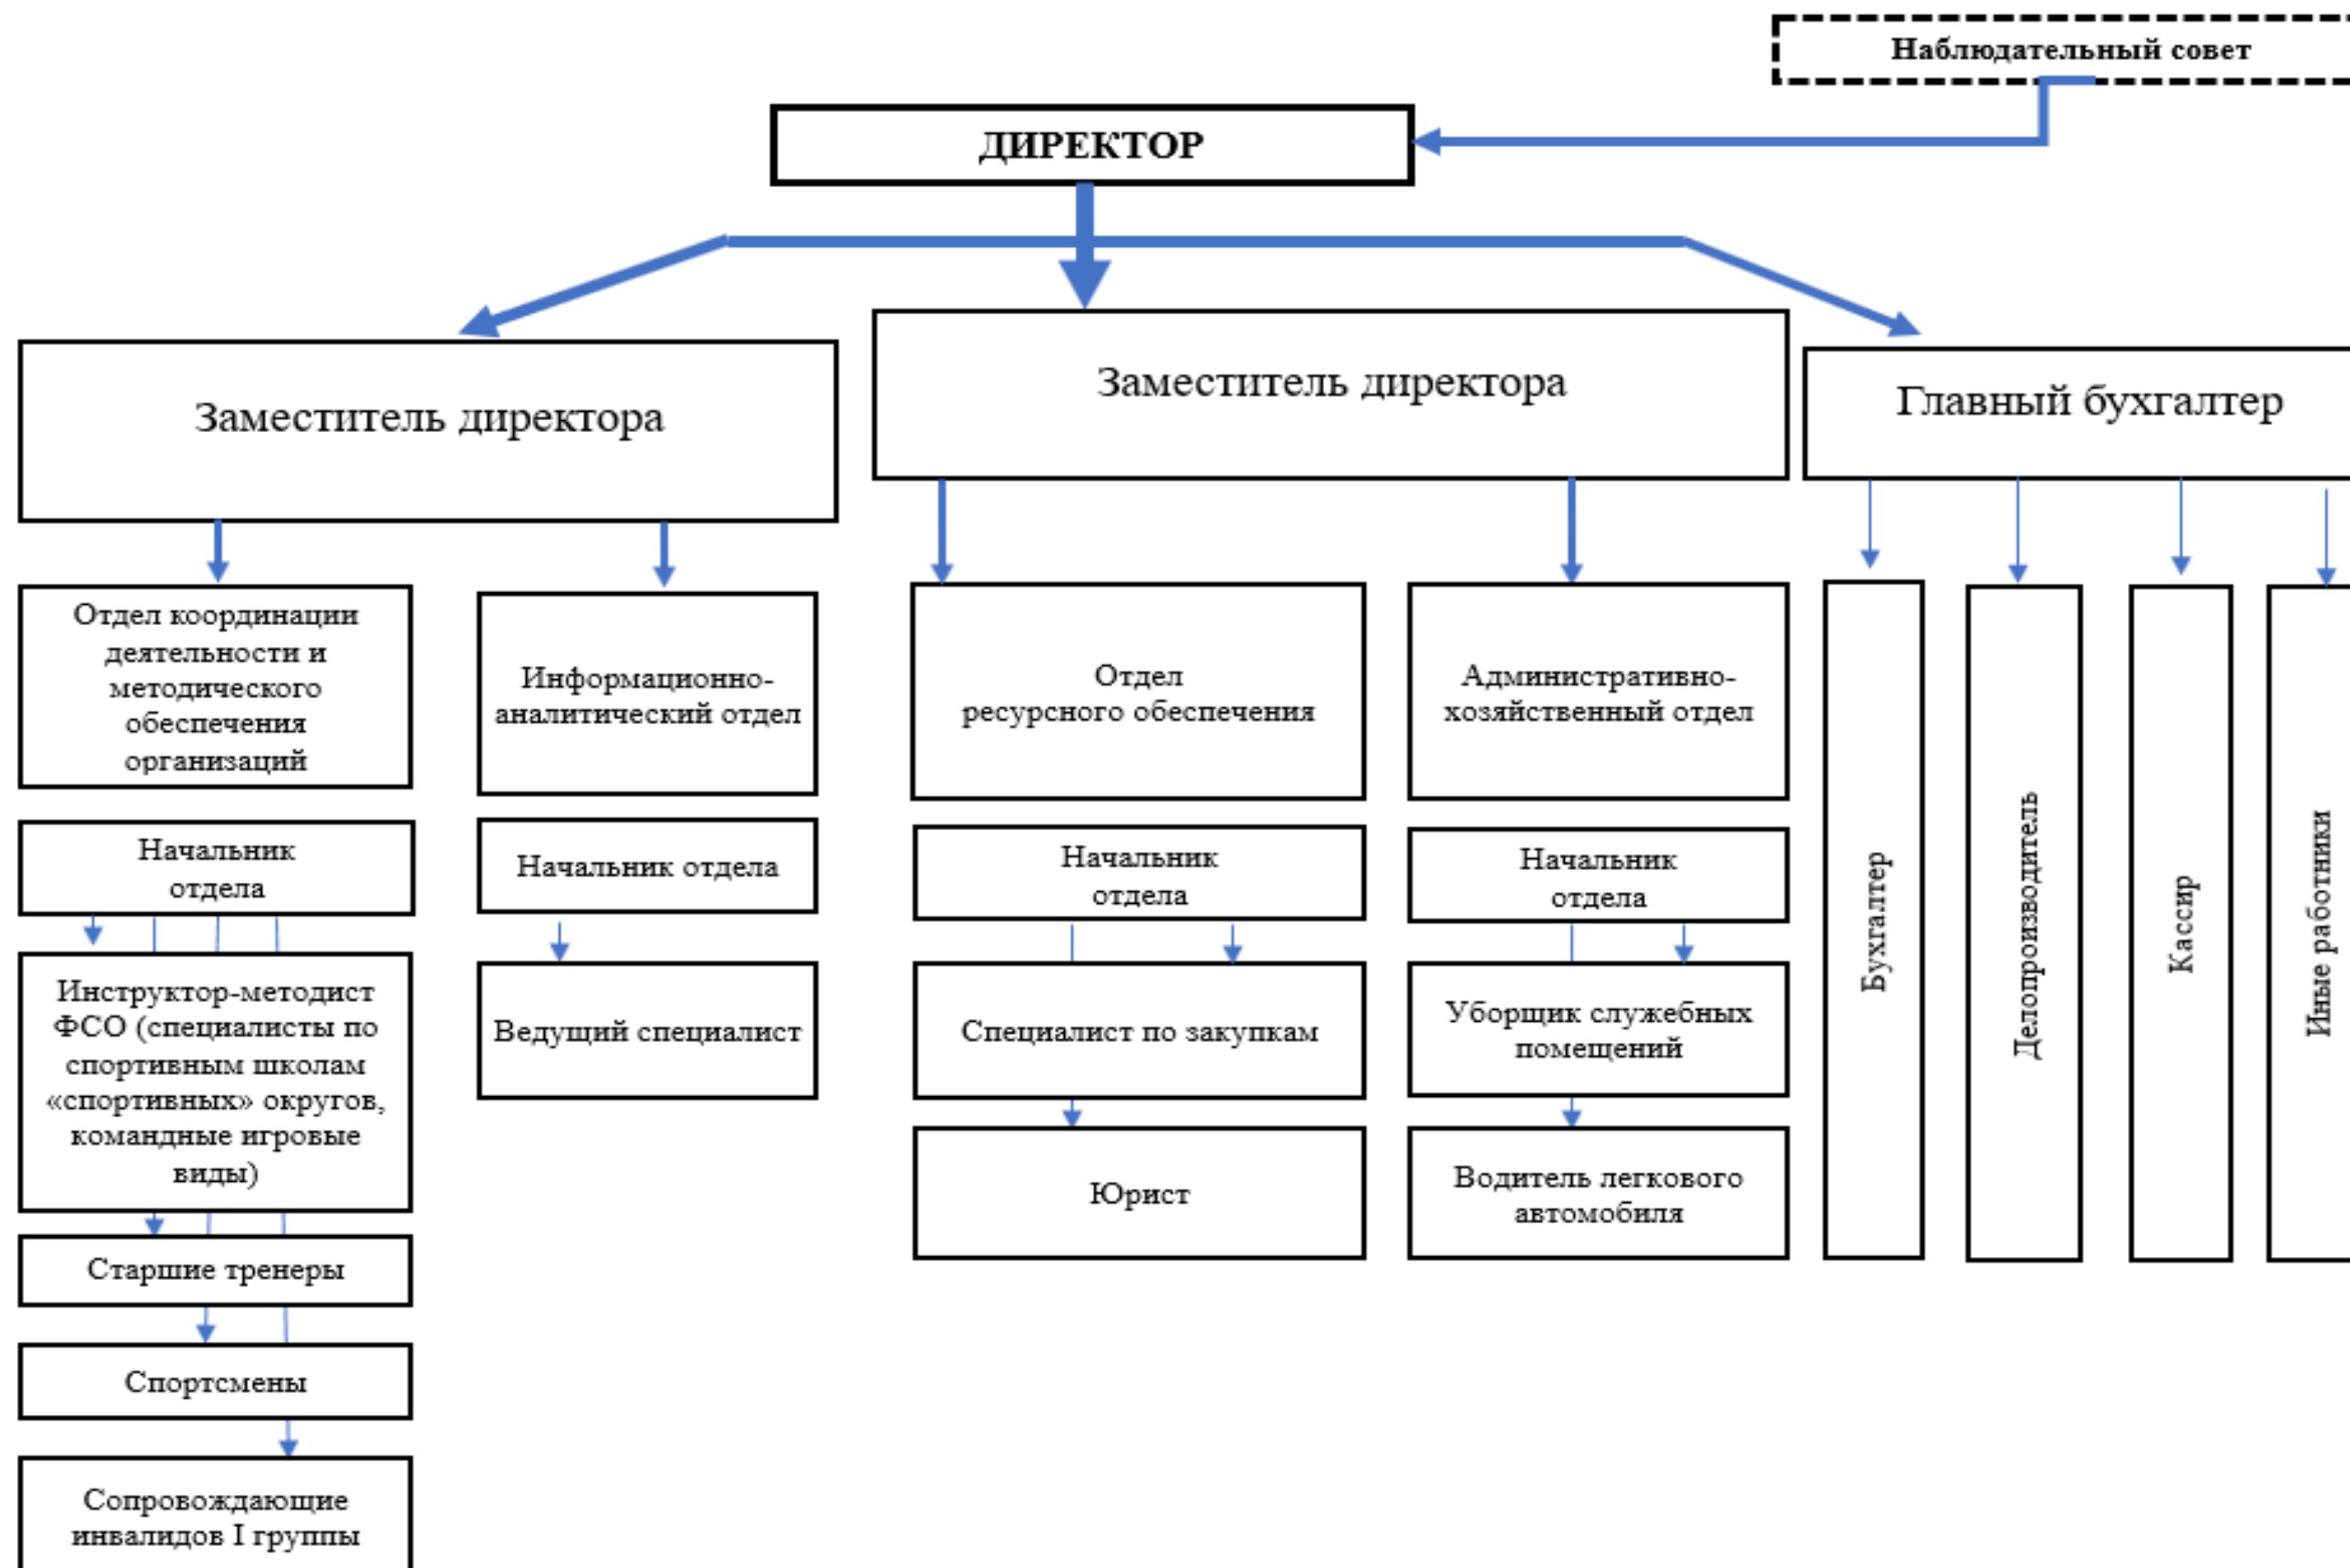 Наблюдательный совет
ДИРЕКТОР
Заместитель директора
Заместитель директора
Главный бухгалтер
Отдел координации
деятельности и
методического
обеспечения
организаций
Информационно-
аналитический отдел
Отдел
ресурсного обеспечения
Административно-
хозяйственный отдел
Начальник
отдела
Начальник отдела
Начальник
отдела
Начальник
отдела
Инструктор-методист
ФСО (специалисты по
спортивным школам
«спортивных» округов,
командные игровые
виды)
Ведущий специалист
Специалист по закупкам
Уборщик служебных
помещений
Бухгалтер
Делопроизводитель
Кассир
Иные работники
Юрист
Водитель легкового
автомобиля
Старшие тренеры
Спортсмены
Сопровождающие
инвалидов I группы